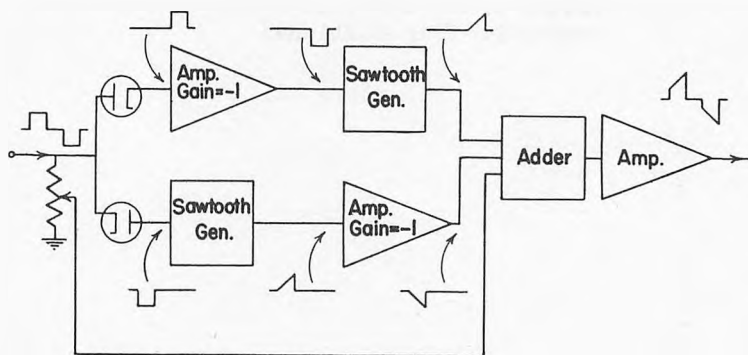 Amp.
Gain=-1
Sawtooth
Gen.
Adder
Amp.
Sawtooth
Gen.
Amp.
Gain=-1